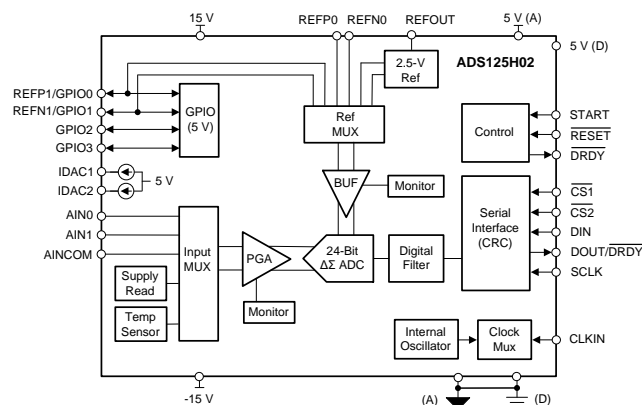 15 V
REFP0
REFN0
REFOUT
5 V (A)
ADS125H02
5 V (D)
2.5-V
Ref
REFP1/GPIO0
REFN1/GPIO1
GPIO2
GPIO3
GPIO
(5 V)
Ref
MUX
Control
START
RESET
DRDY
IDAC1
IDAC2
5 V
BUF
Monitor
AIN0
AIN1
AINCOM
Input
MUX
PGA
24-Bit
ΔΣ ADC
Digital
Filter
Serial
Interface
(CRC)
CS1
CS2
DIN
DOUT/DRDY
SCLK
Supply
Read
Temp
Sensor
Monitor
Internal
Oscillator
Clock
Mux
CLKIN
-15 V
(A)
(D)